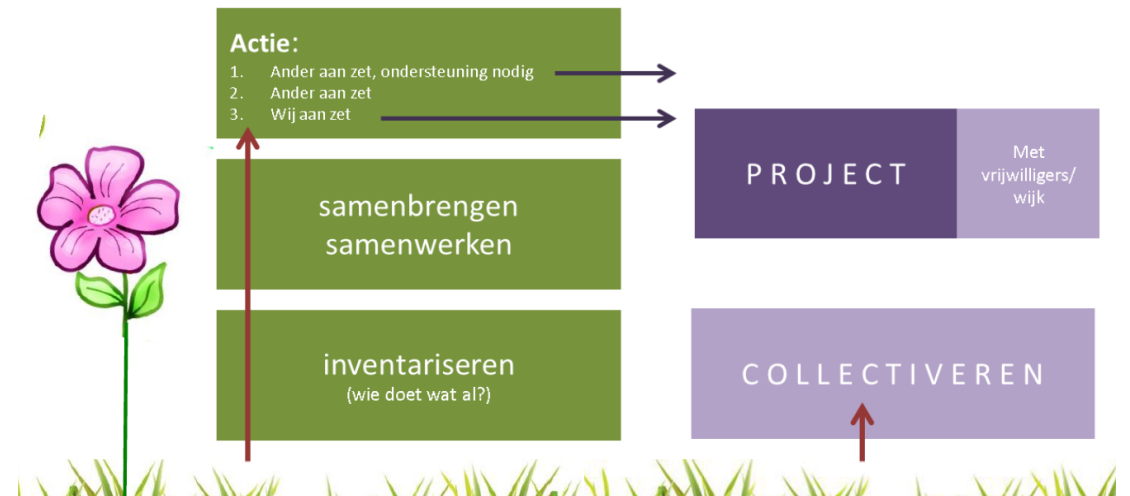 Actie:
1. Ander aan zet, ondersteuning nodig
2. Ander aan zet
3. Wij aan zet
samenbrengen
samenwerken
inventariseren
(wie doet wat al?)
PROJECT
Met
vrijwilligers/
wijk
COLLECTIVEREN